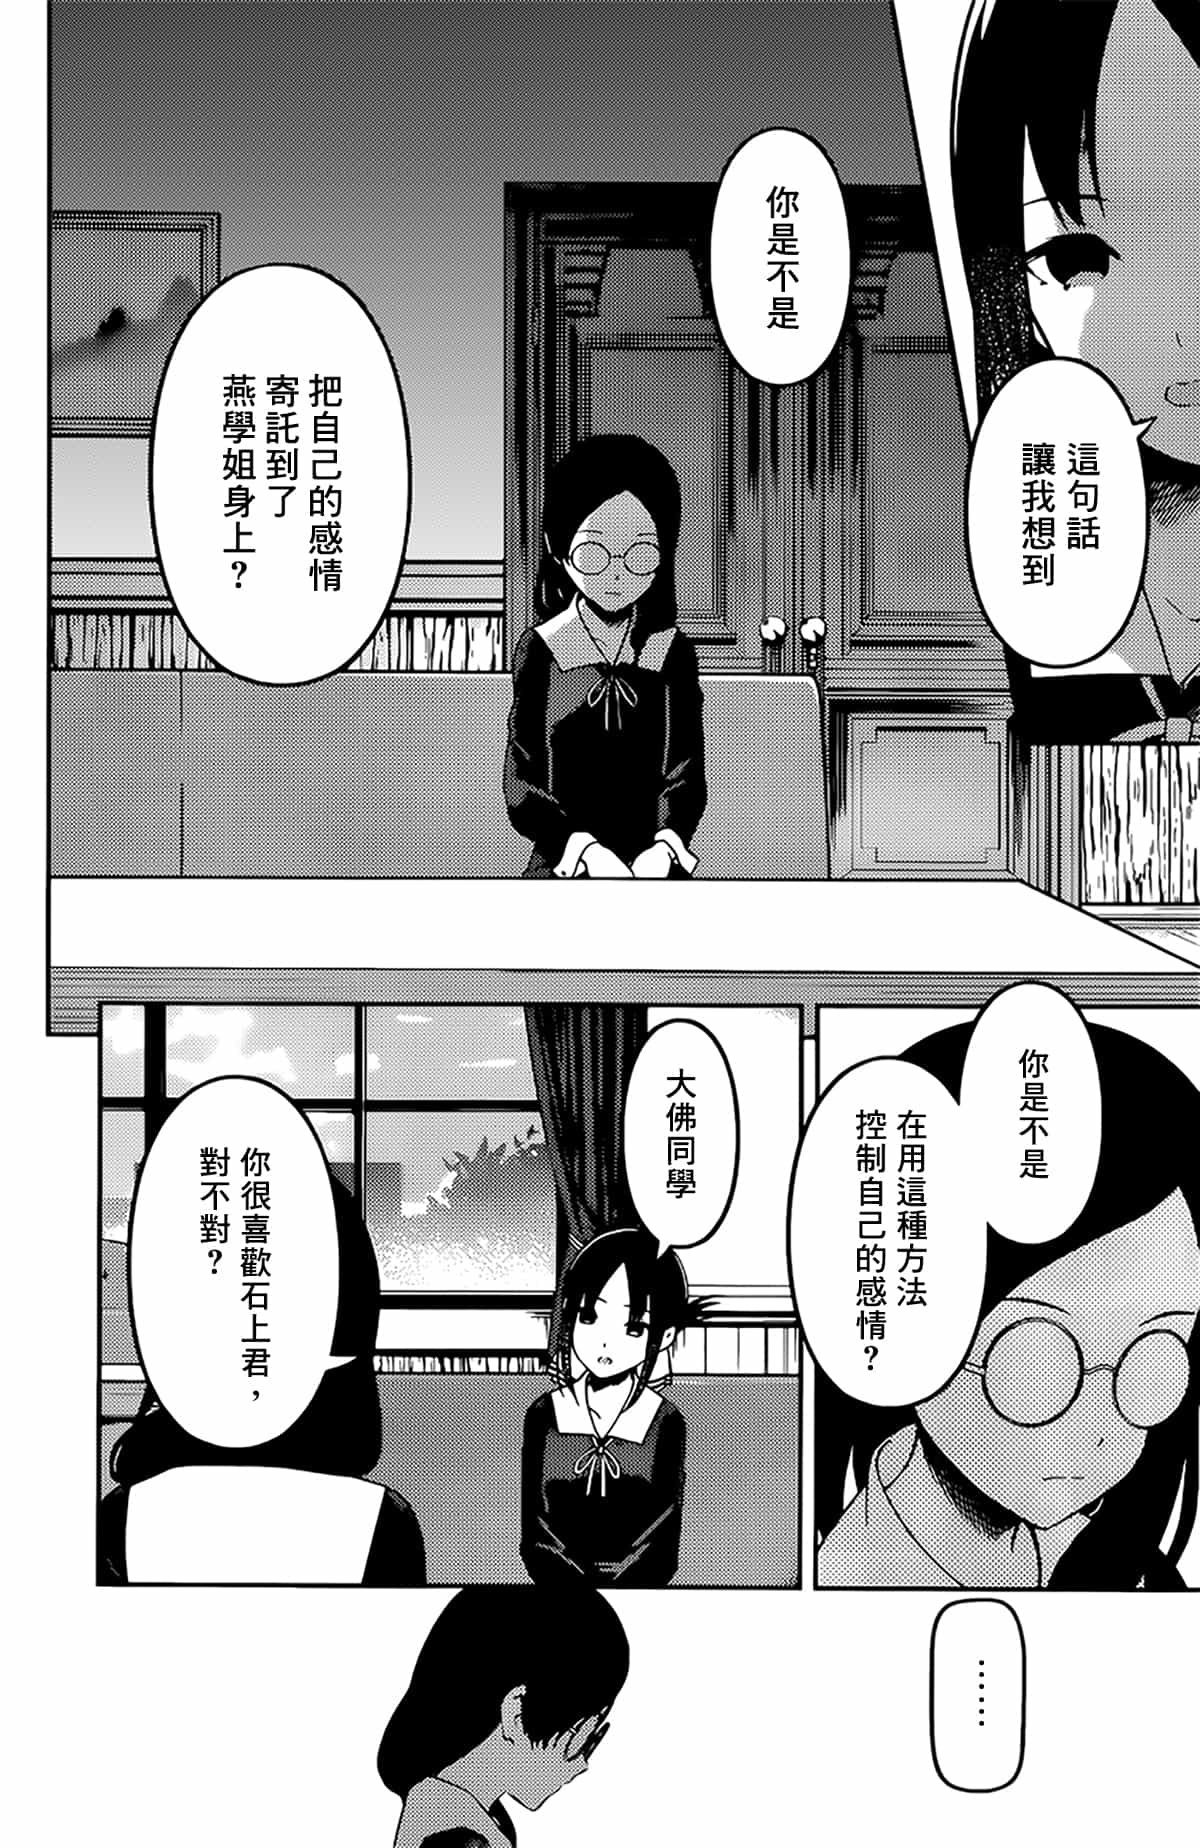 這句話
讓我想到
你是不是
把自己的感情
寄託到了
燕學姐身上？
你是不是
在用這種方法
控制自己的感情？
大佛同學
你很喜歡石上君，
對不對？
……